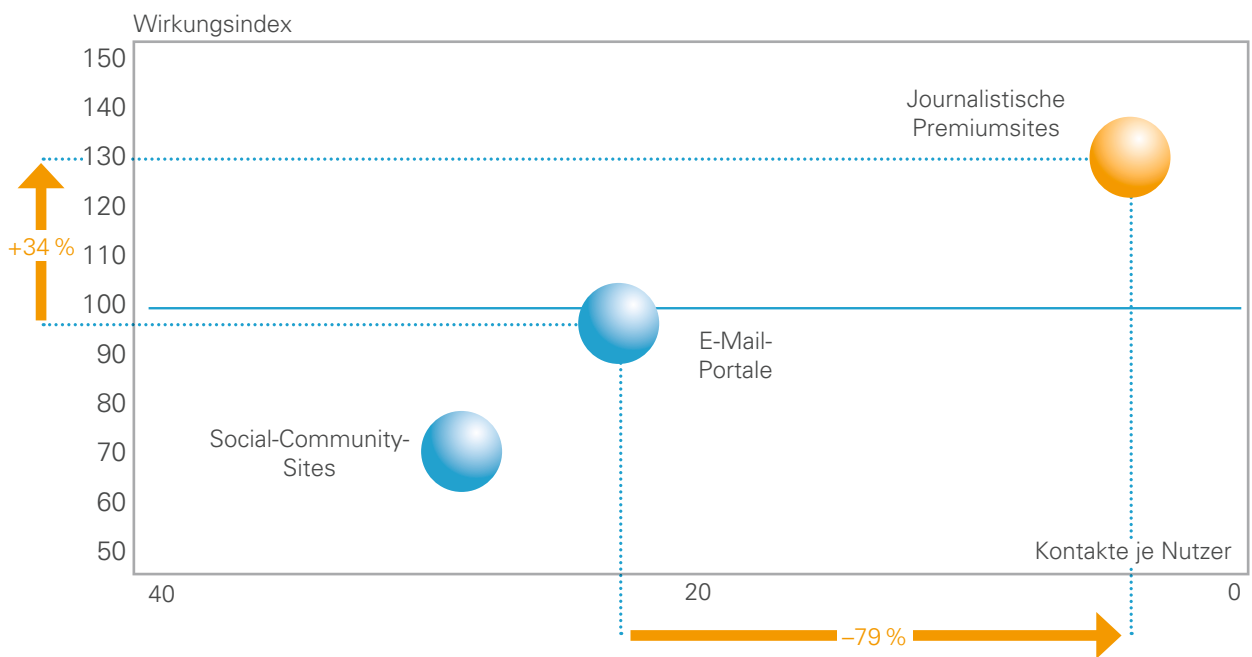 Wirkungsindex
150
140
130
120
110
100
90
80
70
60
50
+34 %
Journalistische
Premiumsites
E-Mail-
Portale
Social-Community-
Sites
Kontakte je Nutzer
40
20
0
–79 %